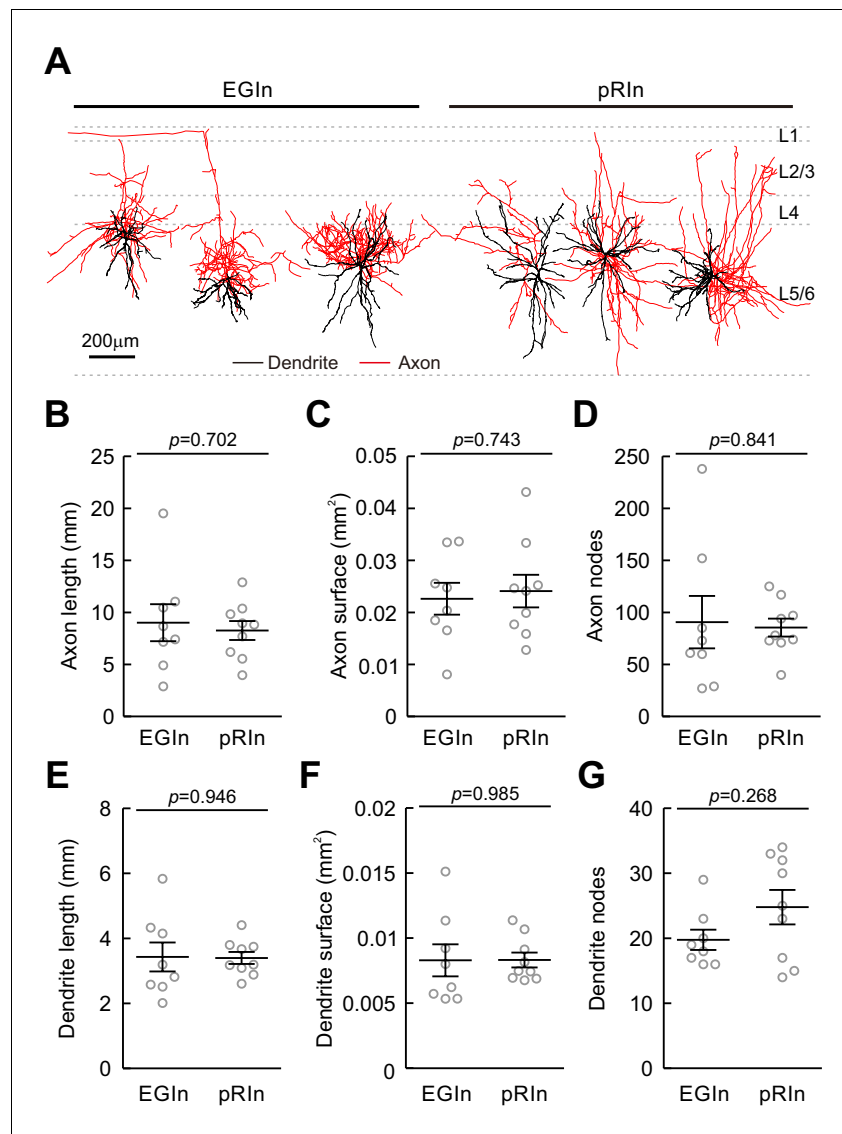 A
EGIn pRIn
L1
L2/3
L4
L5/6
200μm
Dendrite Axon
B
p=0.702
Axon length (mm)
25
20
15
10
5
0
EGIn pRIn
C
p=0.743
Axon surface (mm²)
0.05
0.04
0.03
0.02
0.01
0
EGIn pRIn
D
p=0.841
Axon nodes
250
200
150
100
50
0
EGIn pRIn
E
p=0.946
Dendrite length (mm)
8
6
4
2
0
EGIn pRIn
F
p=0.985
Dendrite surface (mm²)
0.02
0.015
0.01
0.005
0
EGIn pRIn
G
p=0.268
Dendrite nodes
40
30
20
10
0
EGIn pRIn